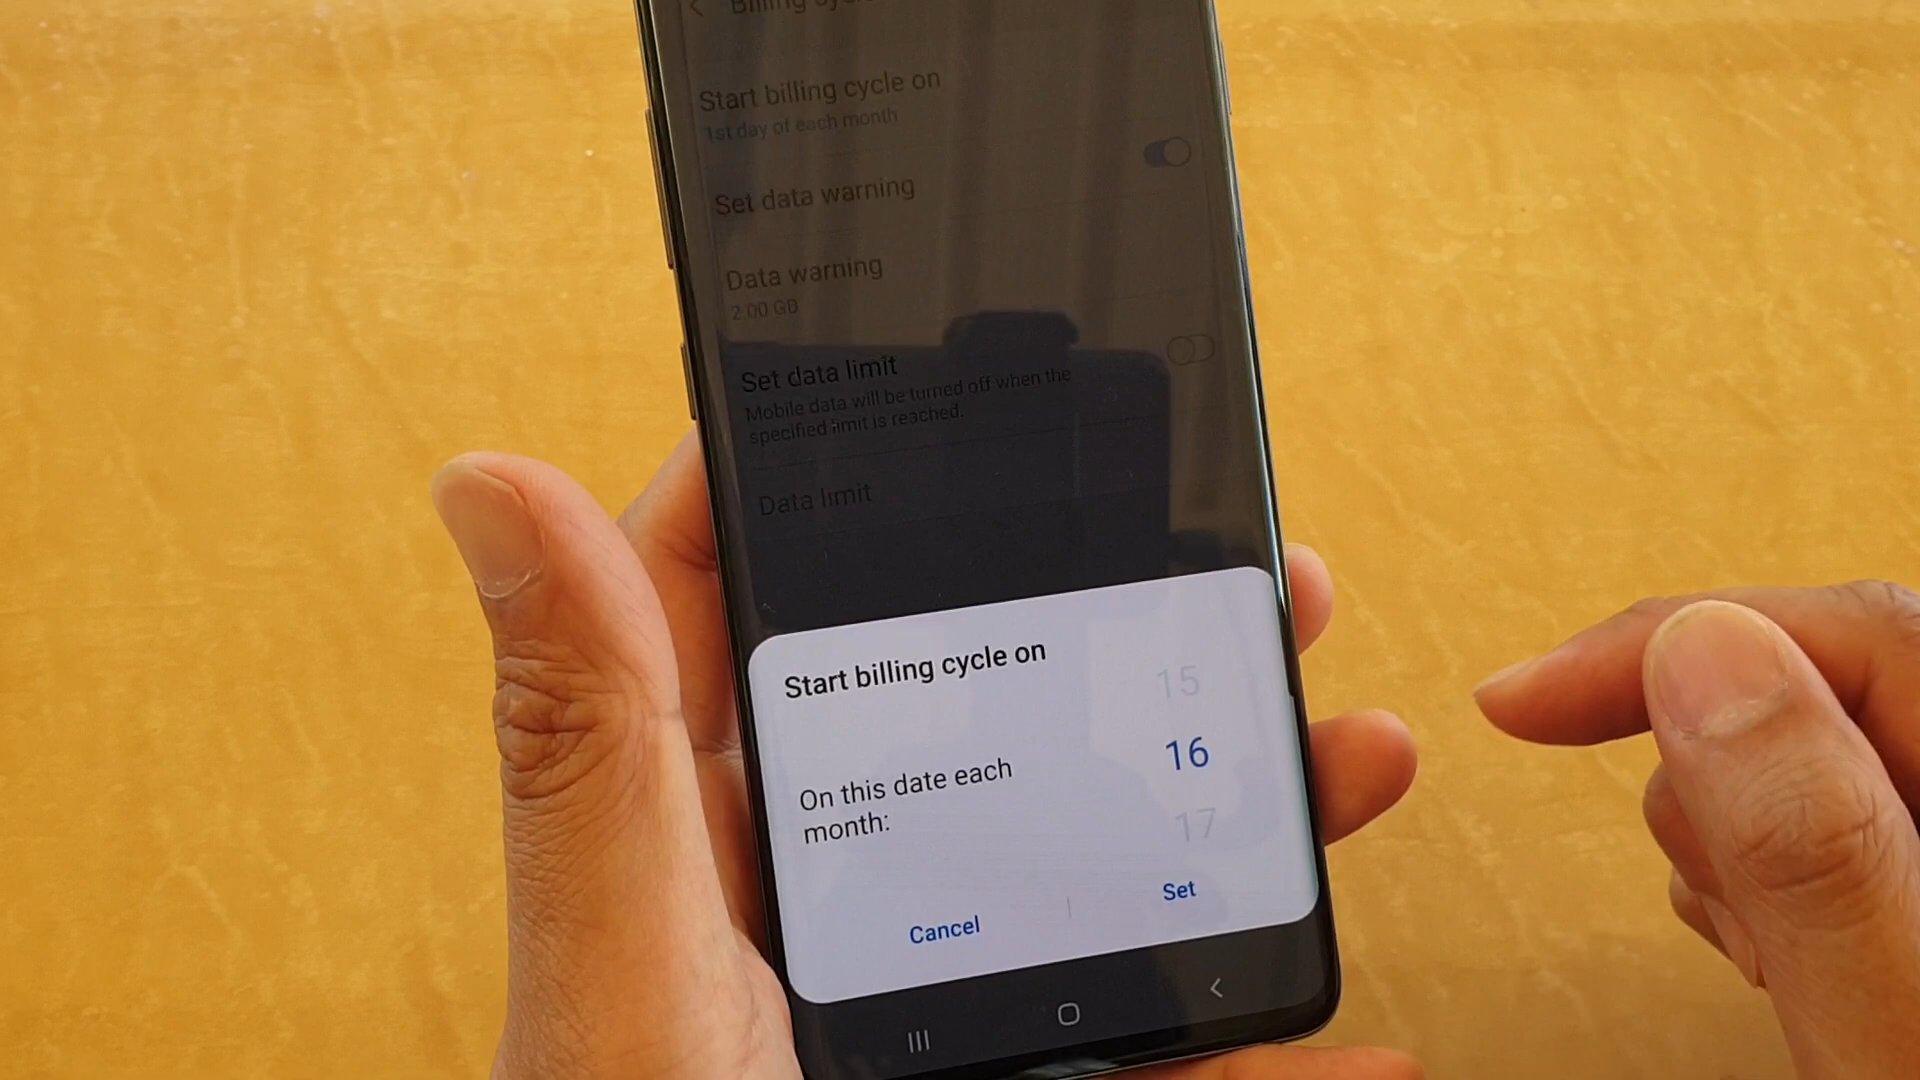 Billing cycle
Start billing cycle on
1st day of each month
Set data warning
Data warning
2.00 GB
Set data limit
Mobile data will be turned off when the
specified limit is reached.
Data limit
Start billing cycle on
15
On this date each
month:
16
17
Cancel
Set